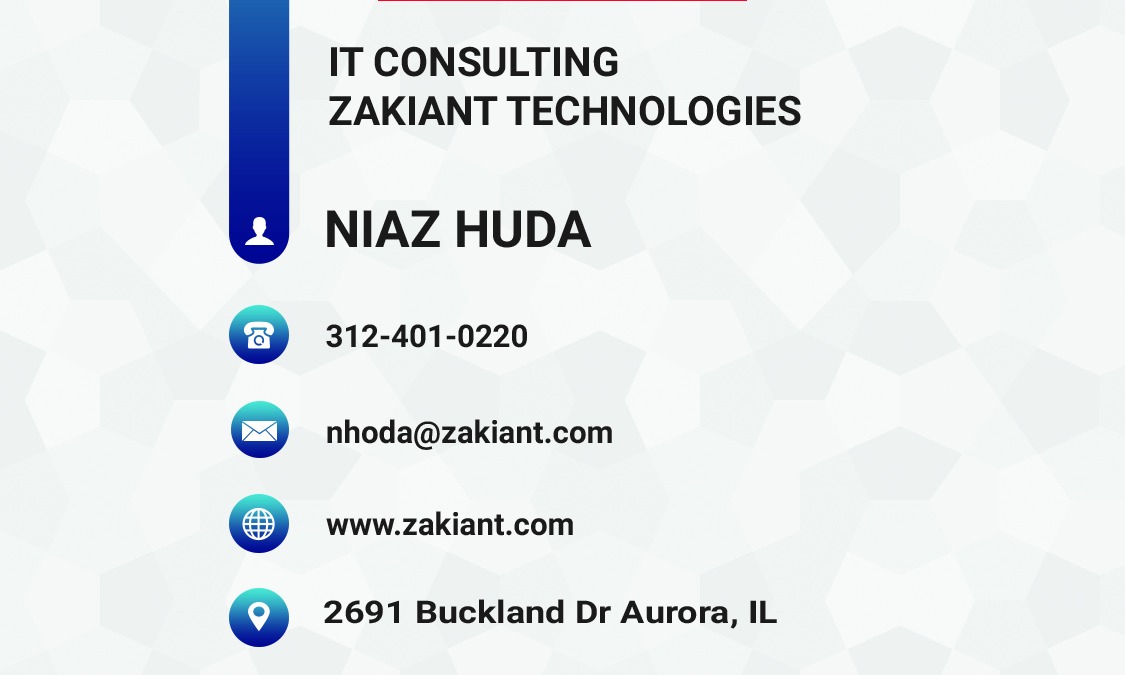 IT CONSULTING
ZAKIANT TECHNOLOGIES
NIAZ HUDA
312-401-0220
nhoda@zakiant.com
www.zakiant.com
2691 Buckland Dr Aurora, IL